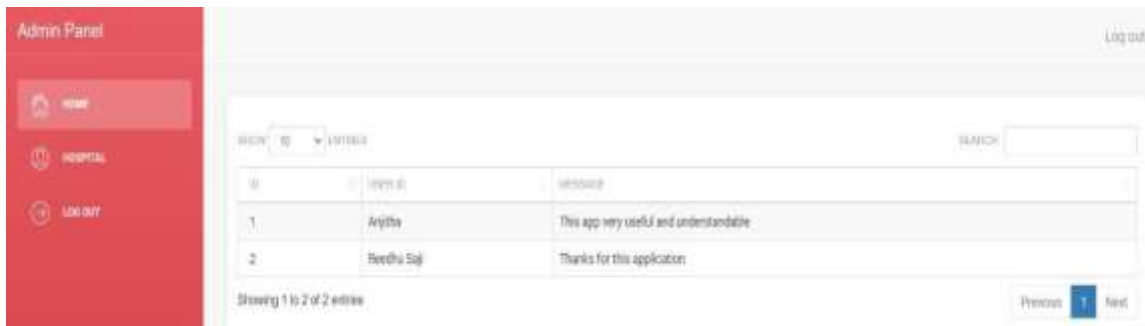 Admin Panel
Log out
HOME
HOSPITAL
LOG OUT
SHOW 10 ENTRIES
SEARCH:
ID USER ID MESSAGE
1 Anjitha This app very useful and understandable
2 Reedhu Saji Thanks for this application
Showing 1 to 2 of 2 entries
Previous 1 Next